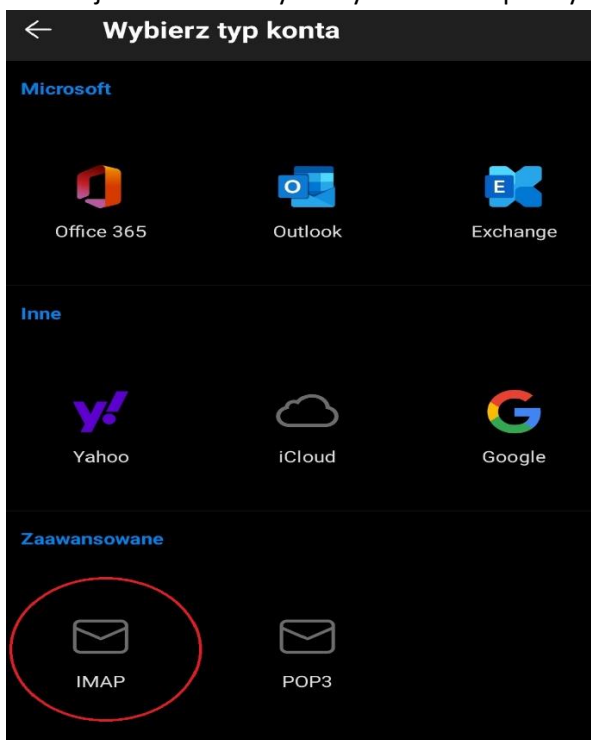 Wybierz typ konta
Microsoft
Office 365
Outlook
Exchange
Inne
Yahoo
iCloud
Google
Zaawansowane
IMAP
POP3